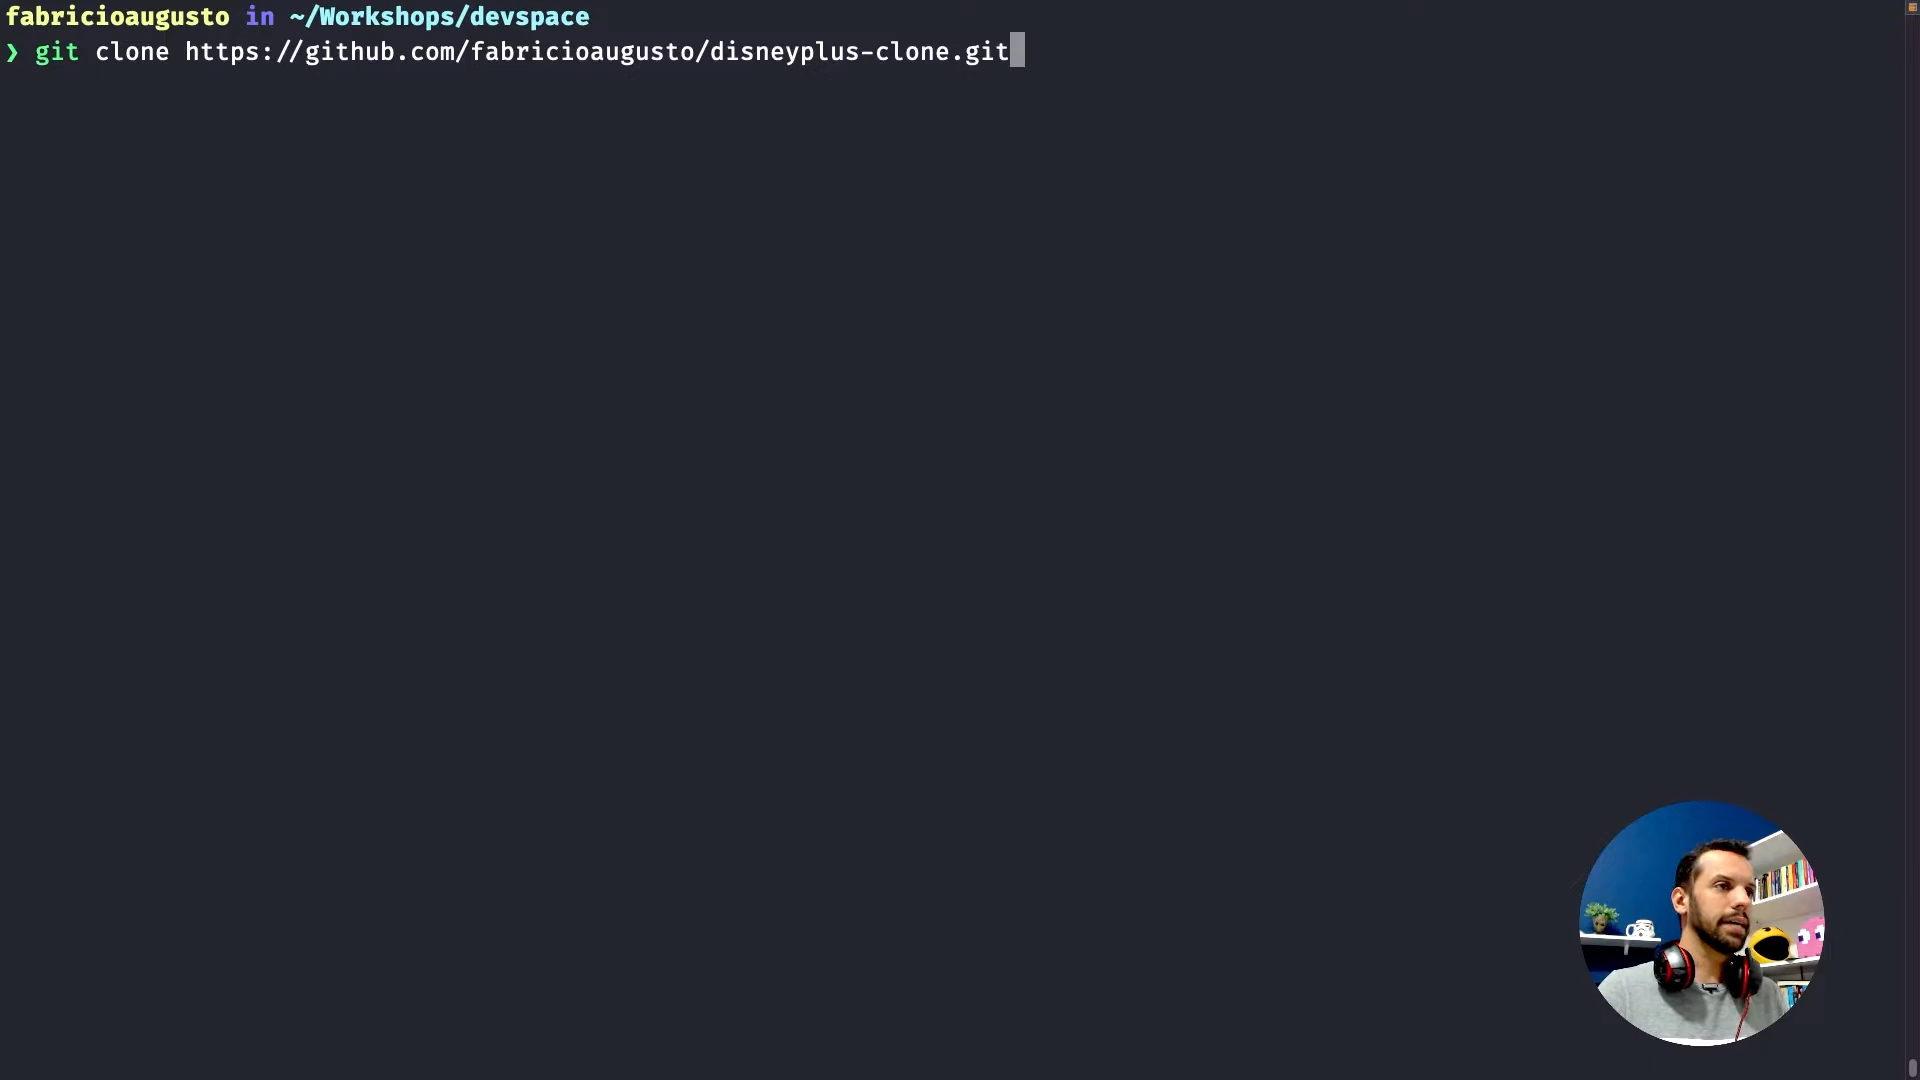 fabricioaugusto in ~/Workshops/devspace
❯ git clone https://github.com/fabricioaugusto/disneyplus-clone.git